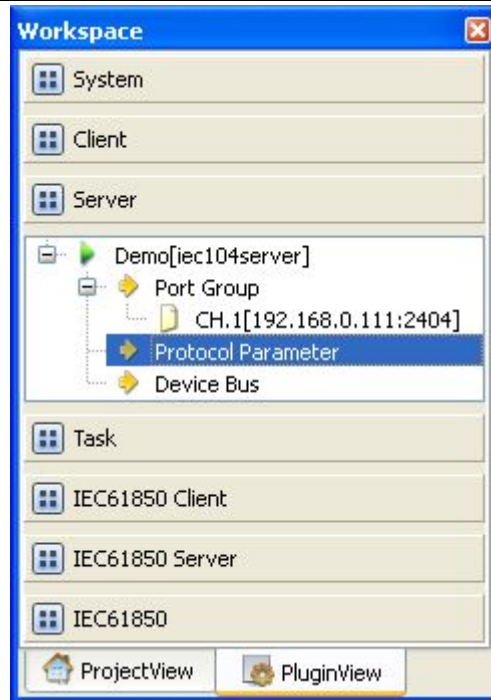 Workspace
System
Client
Server
Demo[iec104server]
Port Group
CH.1[192.168.0.111:2404]
Protocol Parameter
Device Bus
Task
IEC61850 Client
IEC61850 Server
IEC61850
ProjectView PluginView